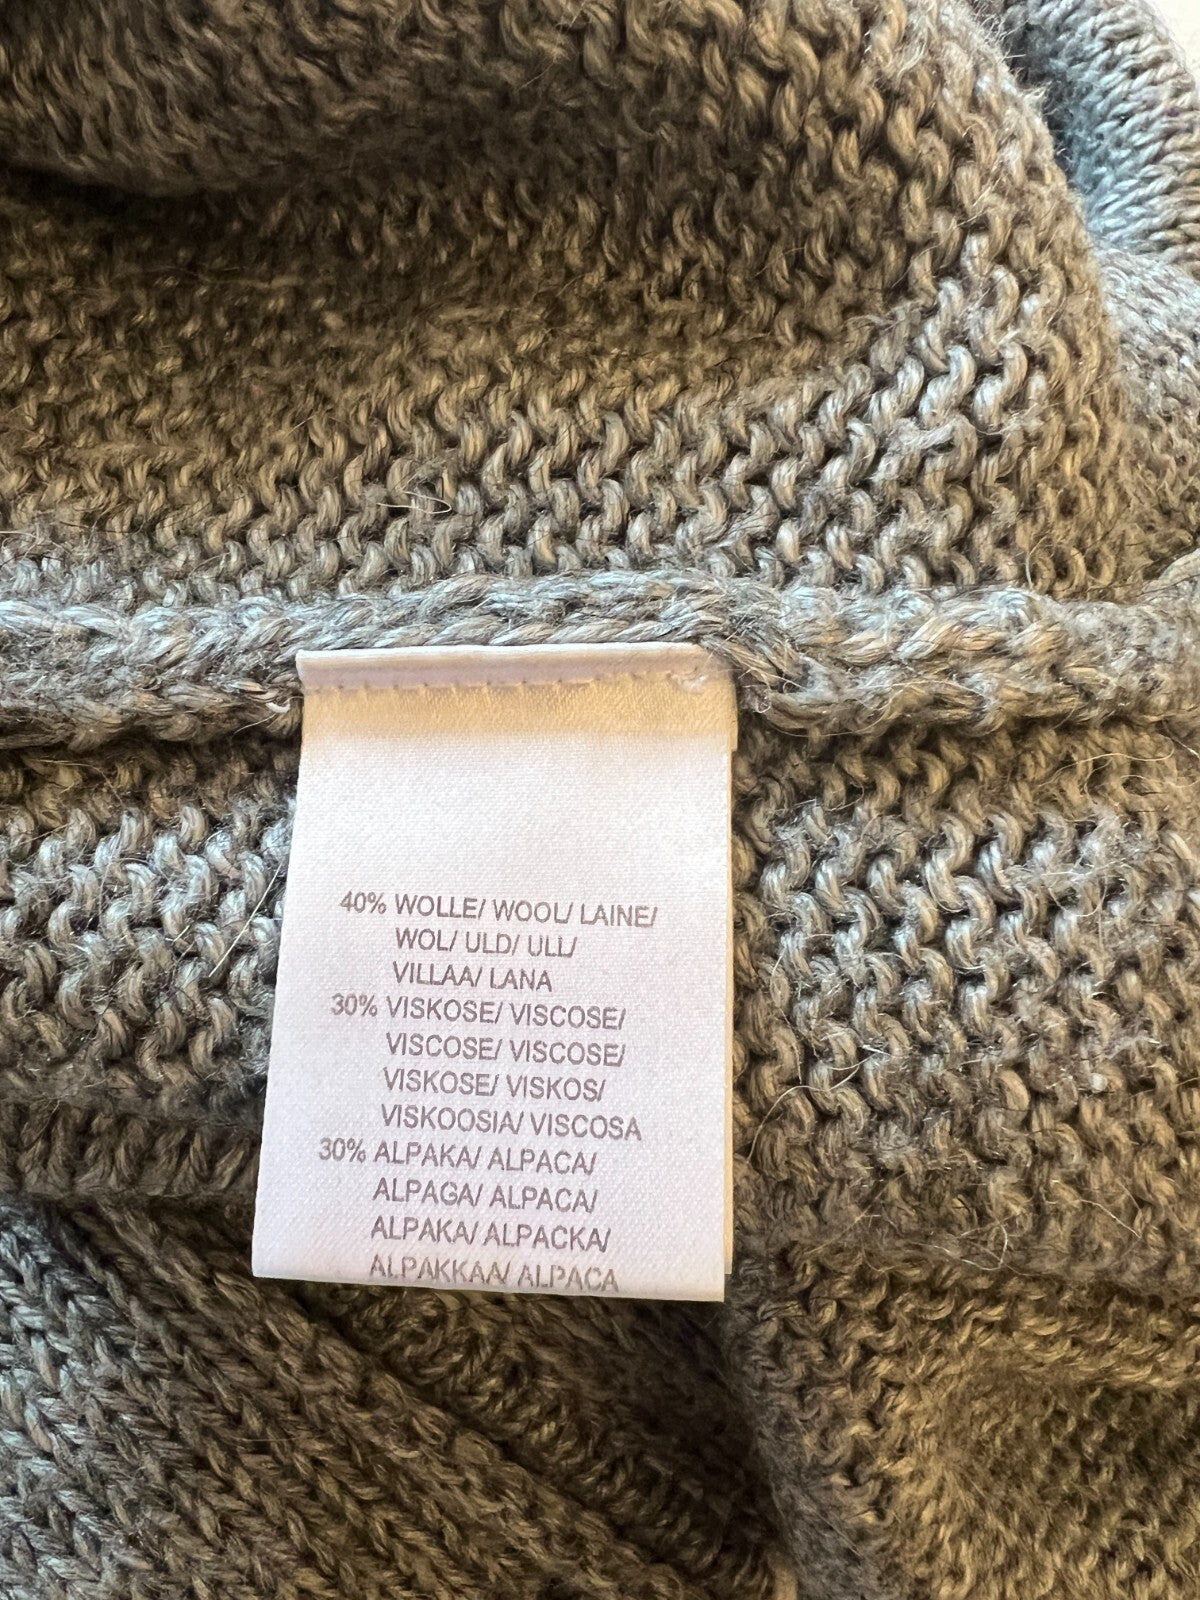 40% WOLLE/ WOOL/ LAINE/
WOL/ ULD/ ULL/
VILLAA/ LANA
30% VISKOSE/ VISCOSE/
VISCOSE/ VISCOSE/
VISKOSE/ VISKOS/
VISKOOSIA/ VISCOSA
30% ALPAKA/ ALPACA/
ALPAGA/ ALPACA/
ALPAKA/ ALPACKA/
ALPAKKAA/ ALPACA